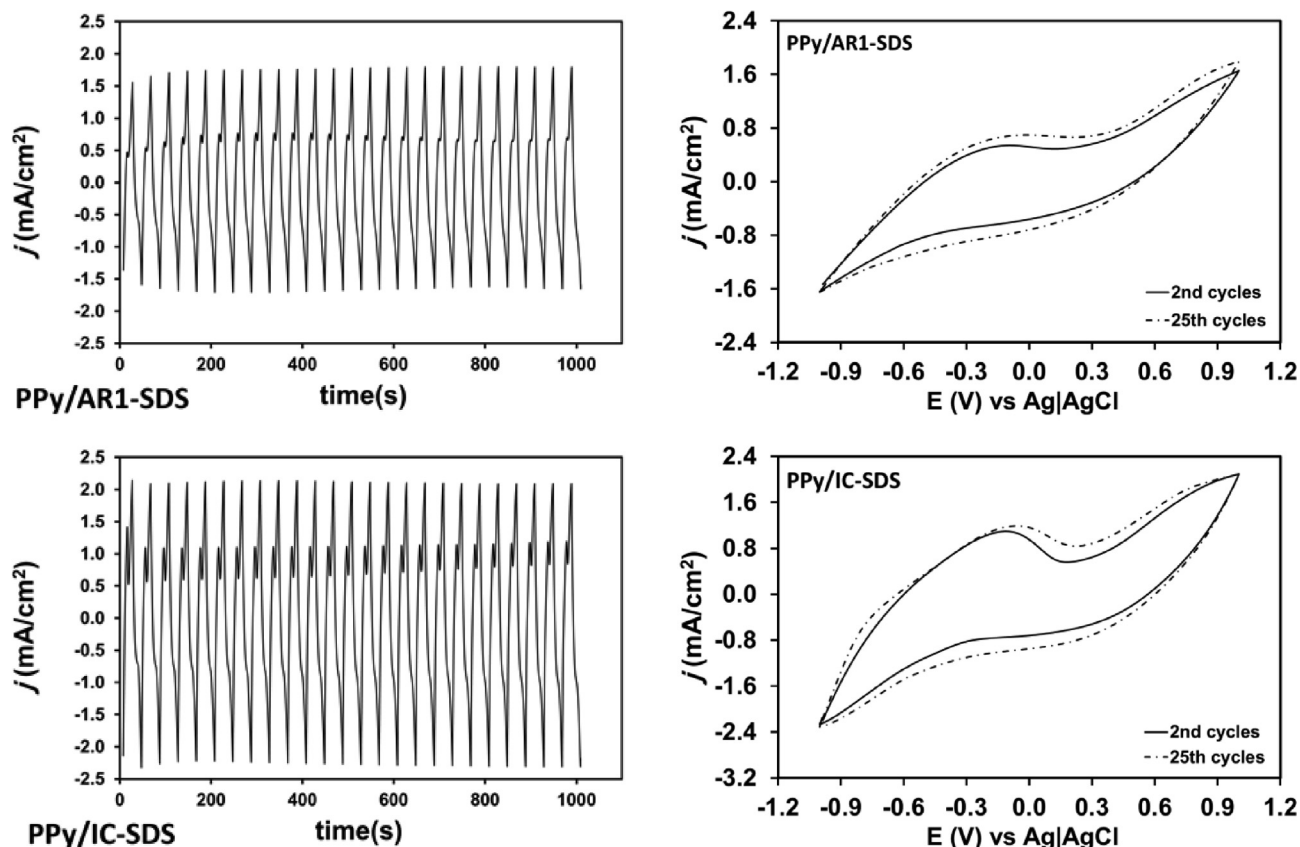 2.5
2.0
1.5
1.0
0.5
0.0
-0.5
-1.0
-1.5
-2.0
-2.5
j (mA/cm²)
0 200 400 600 800 1000
time(s)
PPy/AR1-SDS
2.4
1.6
0.8
0.0
-0.8
-1.6
-2.4
j (mA/cm²)
PPy/AR1-SDS
2nd cycles
25th cycles
-1.2 -0.9 -0.6 -0.3 0.0 0.3 0.6 0.9 1.2
E (V) vs Ag|AgCl
2.5
2.0
1.5
1.0
0.5
0.0
-0.5
-1.0
-1.5
-2.0
-2.5
j (mA/cm²)
0 200 400 600 800 1000
time(s)
PPy/IC-SDS
2.4
1.6
0.8
0.0
-0.8
-1.6
-2.4
-3.2
j (mA/cm²)
PPy/IC-SDS
2nd cycles
25th cycles
-1.2 -0.9 -0.6 -0.3 0.0 0.3 0.6 0.9 1.2
E (V) vs Ag|AgCl